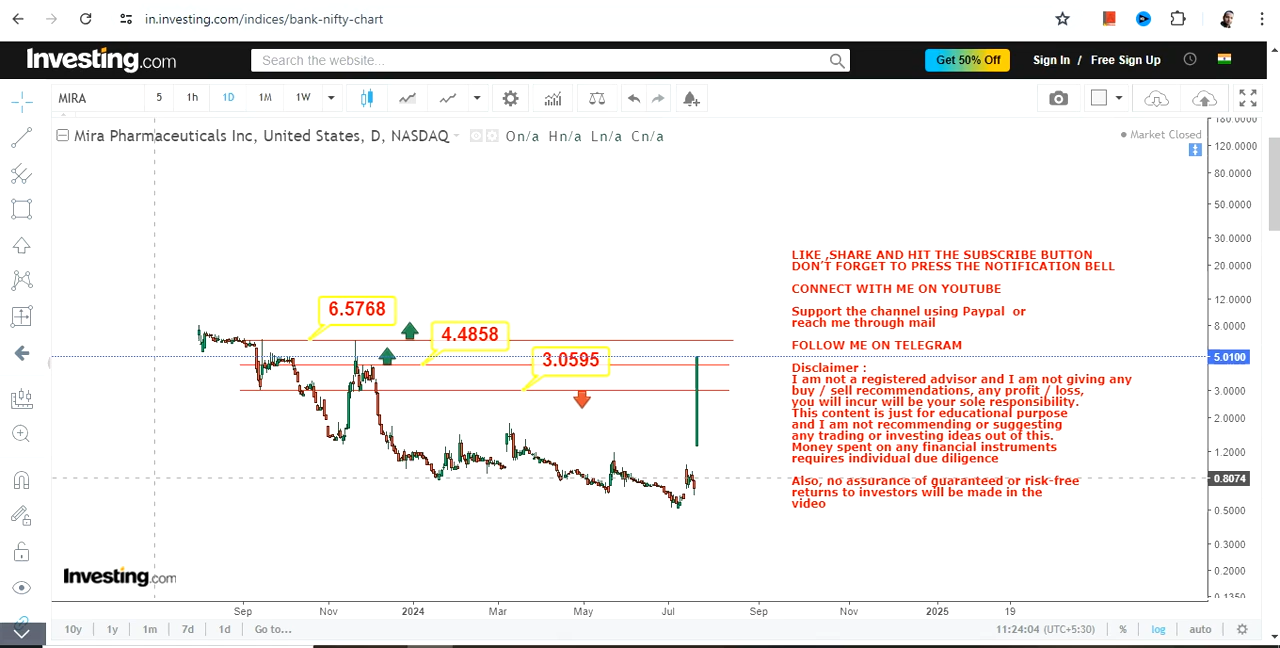 in.investing.com/indices/bank-nifty-chart
Investing.com
Search the website...
Get 50% Off
Sign In / Free Sign Up
MIRA 5 1h 1D 1M 1W
Mira Pharmaceuticals Inc, United States, D, NASDAQ On/a Hn/a Ln/a Cn/a
Market Closed
180.0000
120.0000
80.0000
50.0000
30.0000
20.0000
12.0000
8.0000
5.0100
3.0000
2.0000
1.2000
0.8074
0.5000
0.3000
0.2000
0.1350
6.5768
4.4858
3.0595
LIKE ,SHARE AND HIT THE SUBSCRIBE BUTTON
DON'T FORGET TO PRESS THE NOTIFICATION BELL
CONNECT WITH ME ON YOUTUBE
Support the channel using Paypal or
reach me through mail
FOLLOW ME ON TELEGRAM
Disclaimer :
I am not a registered advisor and I am not giving any
buy / sell recommendations, any profit / loss,
you will incur will be your sole responsibility.
This content is just for educational purpose
and I am not recommending or suggesting
any trading or investing ideas out of this.
Money spent on any financial instruments
requires individual due diligence
Also, no assurance of guaranteed or risk-free
returns to investors will be made in the
video
Investing.com
Sep Nov 2024 Mar May Jul Sep Nov 2025 19
10y 1y 1m 7d 1d Go to...
11:24:04 (UTC+5:30) % log auto